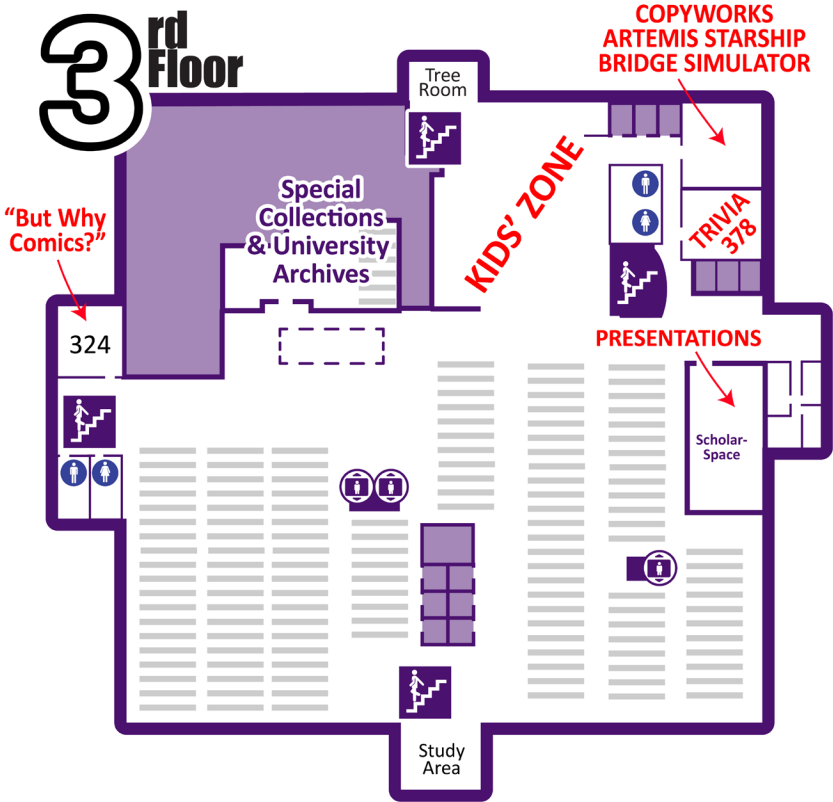 3rd
Floor
COPYWORKS
ARTEMIS STARSHIP
BRIDGE SIMULATOR
Tree
Room
KIDS' ZONE
Special
Collections
& University
Archives
“But Why
Comics?”
TRIVIA
378
324
PRESENTATIONS
Scholar-
Space
Study
Area